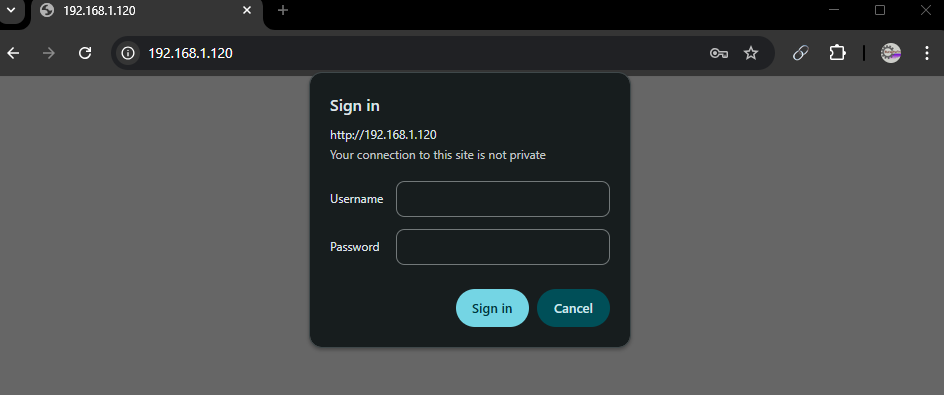 192.168.1.120
192.168.1.120
Sign in
http://192.168.1.120
Your connection to this site is not private
Username
Password
Sign in
Cancel